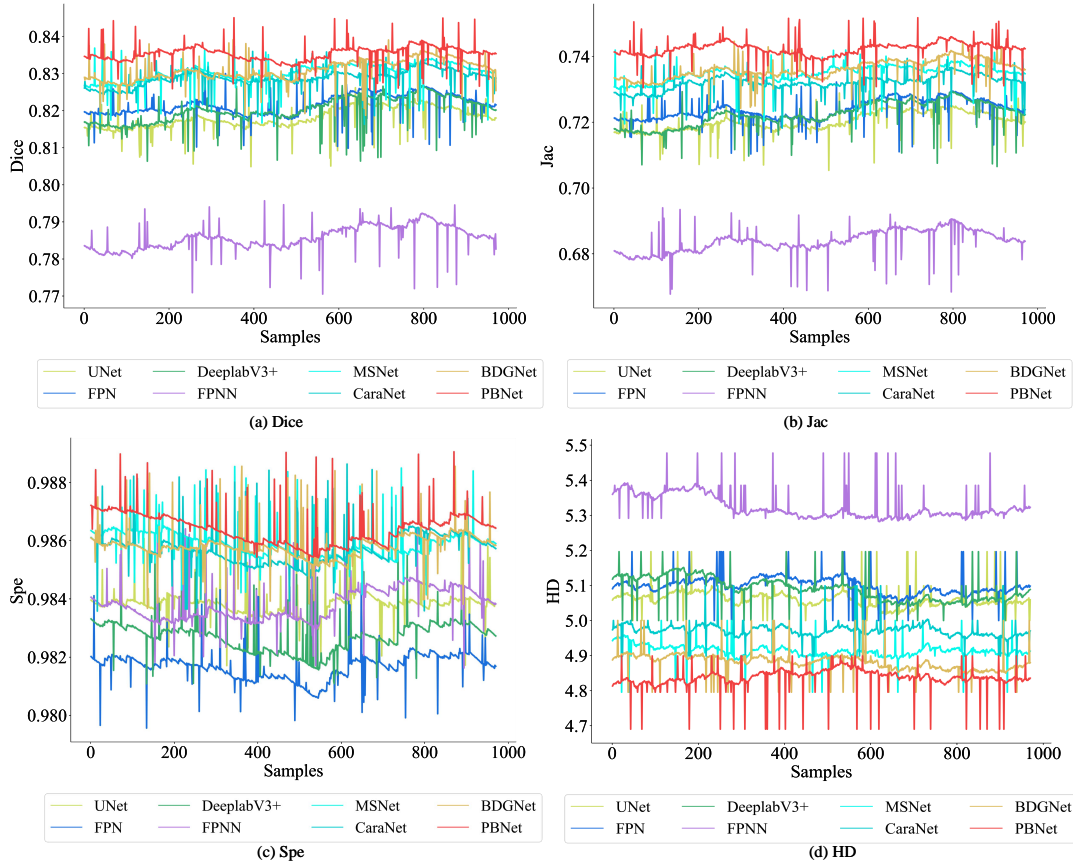 0.84
0.83
0.82
0.81
0.80
0.79
0.78
0.77
Dice
0 200 400 600 800 1000
Samples
UNet DeeplabV3+ MSNet BDGNet
FPN FPNN CaraNet PBNet
(a) Dice
0.74
0.72
0.70
0.68
Jac
0 200 400 600 800 1000
Samples
UNet DeeplabV3+ MSNet BDGNet
FPN FPNN CaraNet PBNet
(b) Jac
0.988
0.986
0.984
0.982
0.980
Spe
0 200 400 600 800 1000
Samples
UNet DeeplabV3+ MSNet BDGNet
FPN FPNN CaraNet PBNet
(c) Spe
5.5
5.4
5.3
5.2
5.1
5.0
4.9
4.8
4.7
HD
0 200 400 600 800 1000
Samples
UNet DeeplabV3+ MSNet BDGNet
FPN FPNN CaraNet PBNet
(d) HD